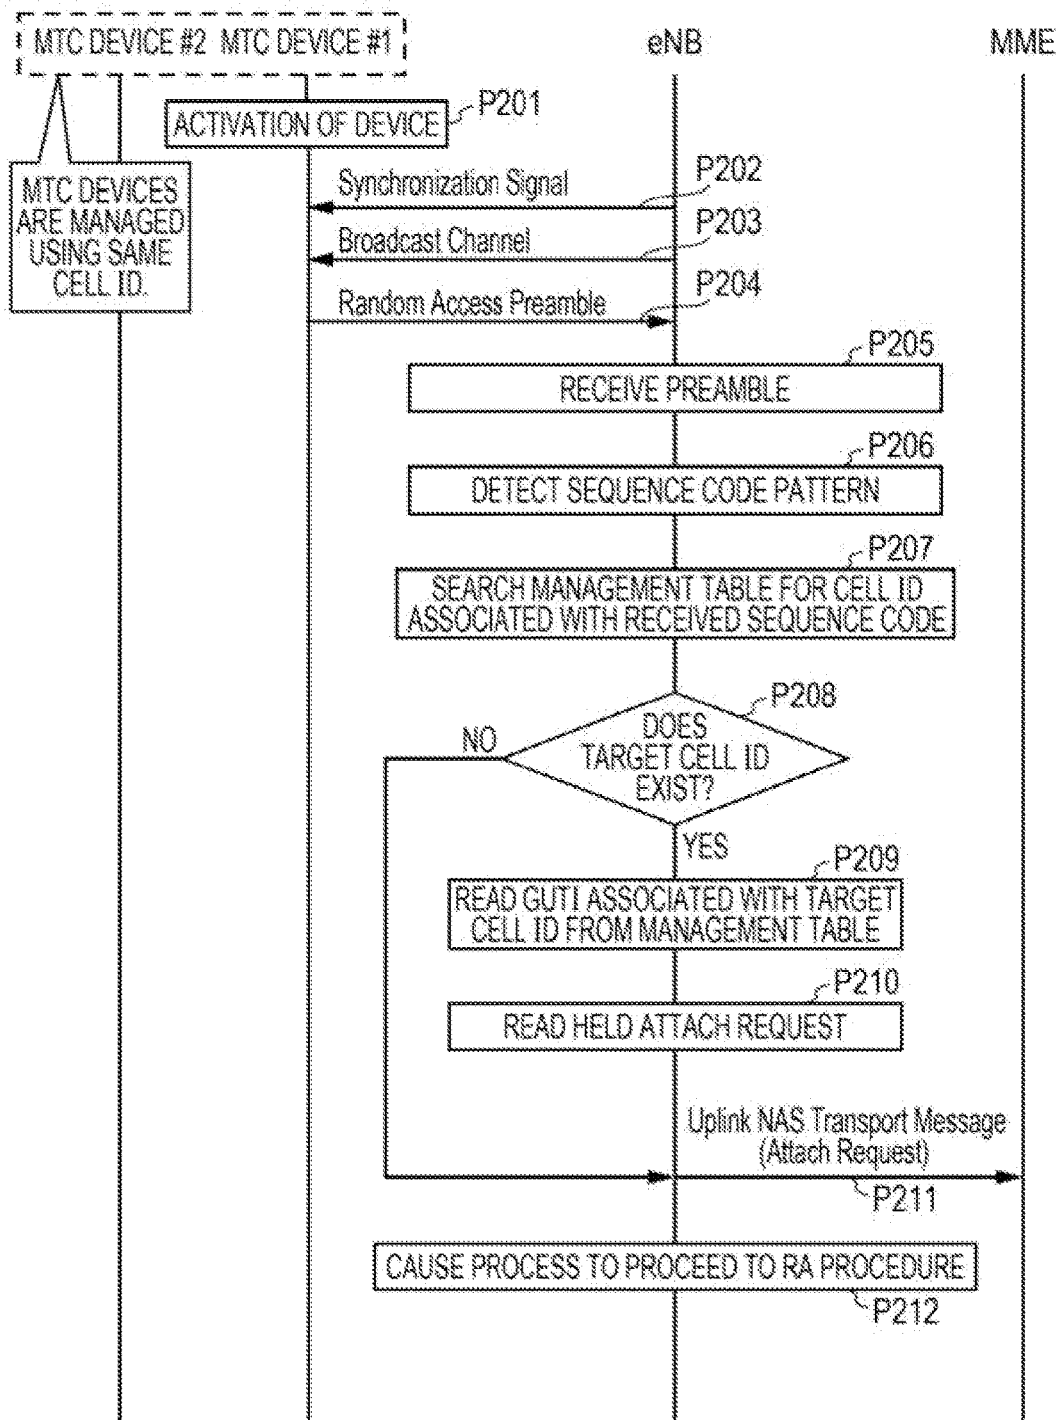 MTC DEVICE #2 MTC DEVICE #1 eNB MME
ACTIVATION OF DEVICE
P201
MTC DEVICES
ARE MANAGED
USING SAME
CELL ID.
Synchronization Signal
P202
Broadcast Channel
P203
Random Access Preamble
P204
P205
RECEIVE PREAMBLE
P206
DETECT SEQUENCE CODE PATTERN
P207
SEARCH MANAGEMENT TABLE FOR CELL ID
ASSOCIATED WITH RECEIVED SEQUENCE CODE
P208
DOES
TARGET CELL ID
EXIST?
NO
YES
P209
READ GUTI ASSOCIATED WITH TARGET
CELL ID FROM MANAGEMENT TABLE
P210
READ HELD ATTACH REQUEST
Uplink NAS Transport Message
(Attach Request)
P211
CAUSE PROCESS TO PROCEED TO RA PROCEDURE
P212